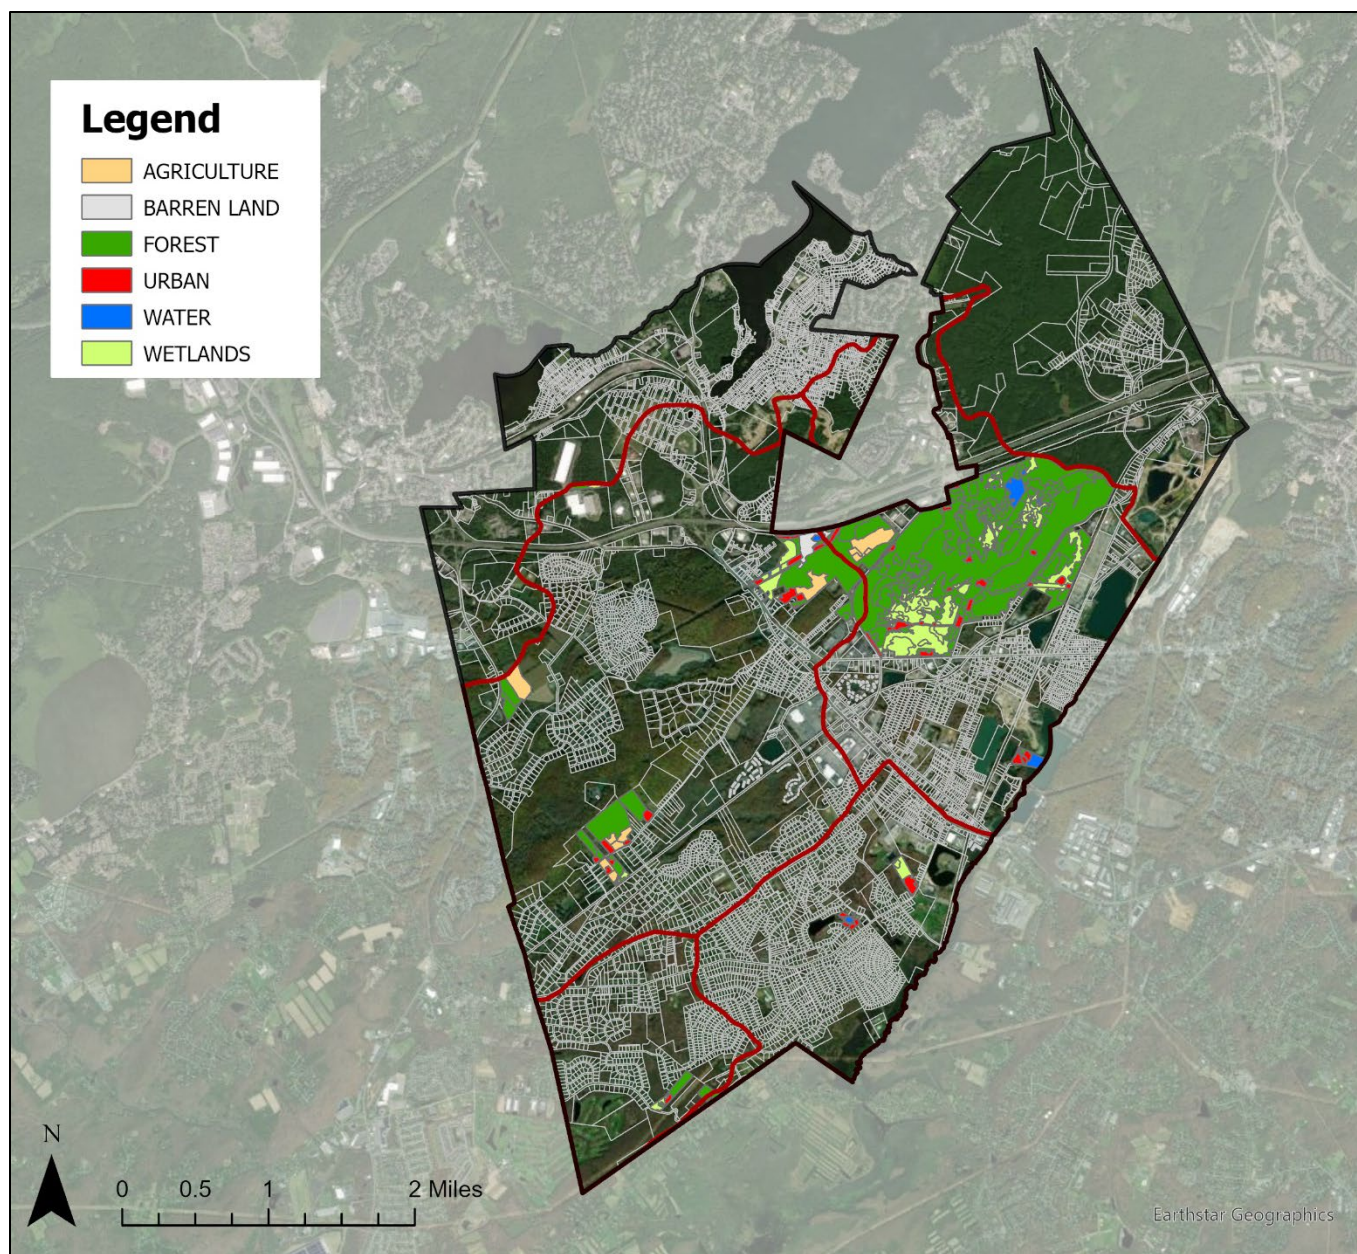 Legend
AGRICULTURE
BARREN LAND
FOREST
URBAN
WATER
WETLANDS
N
0 0.5 1 2 Miles
Earthstar Geographics